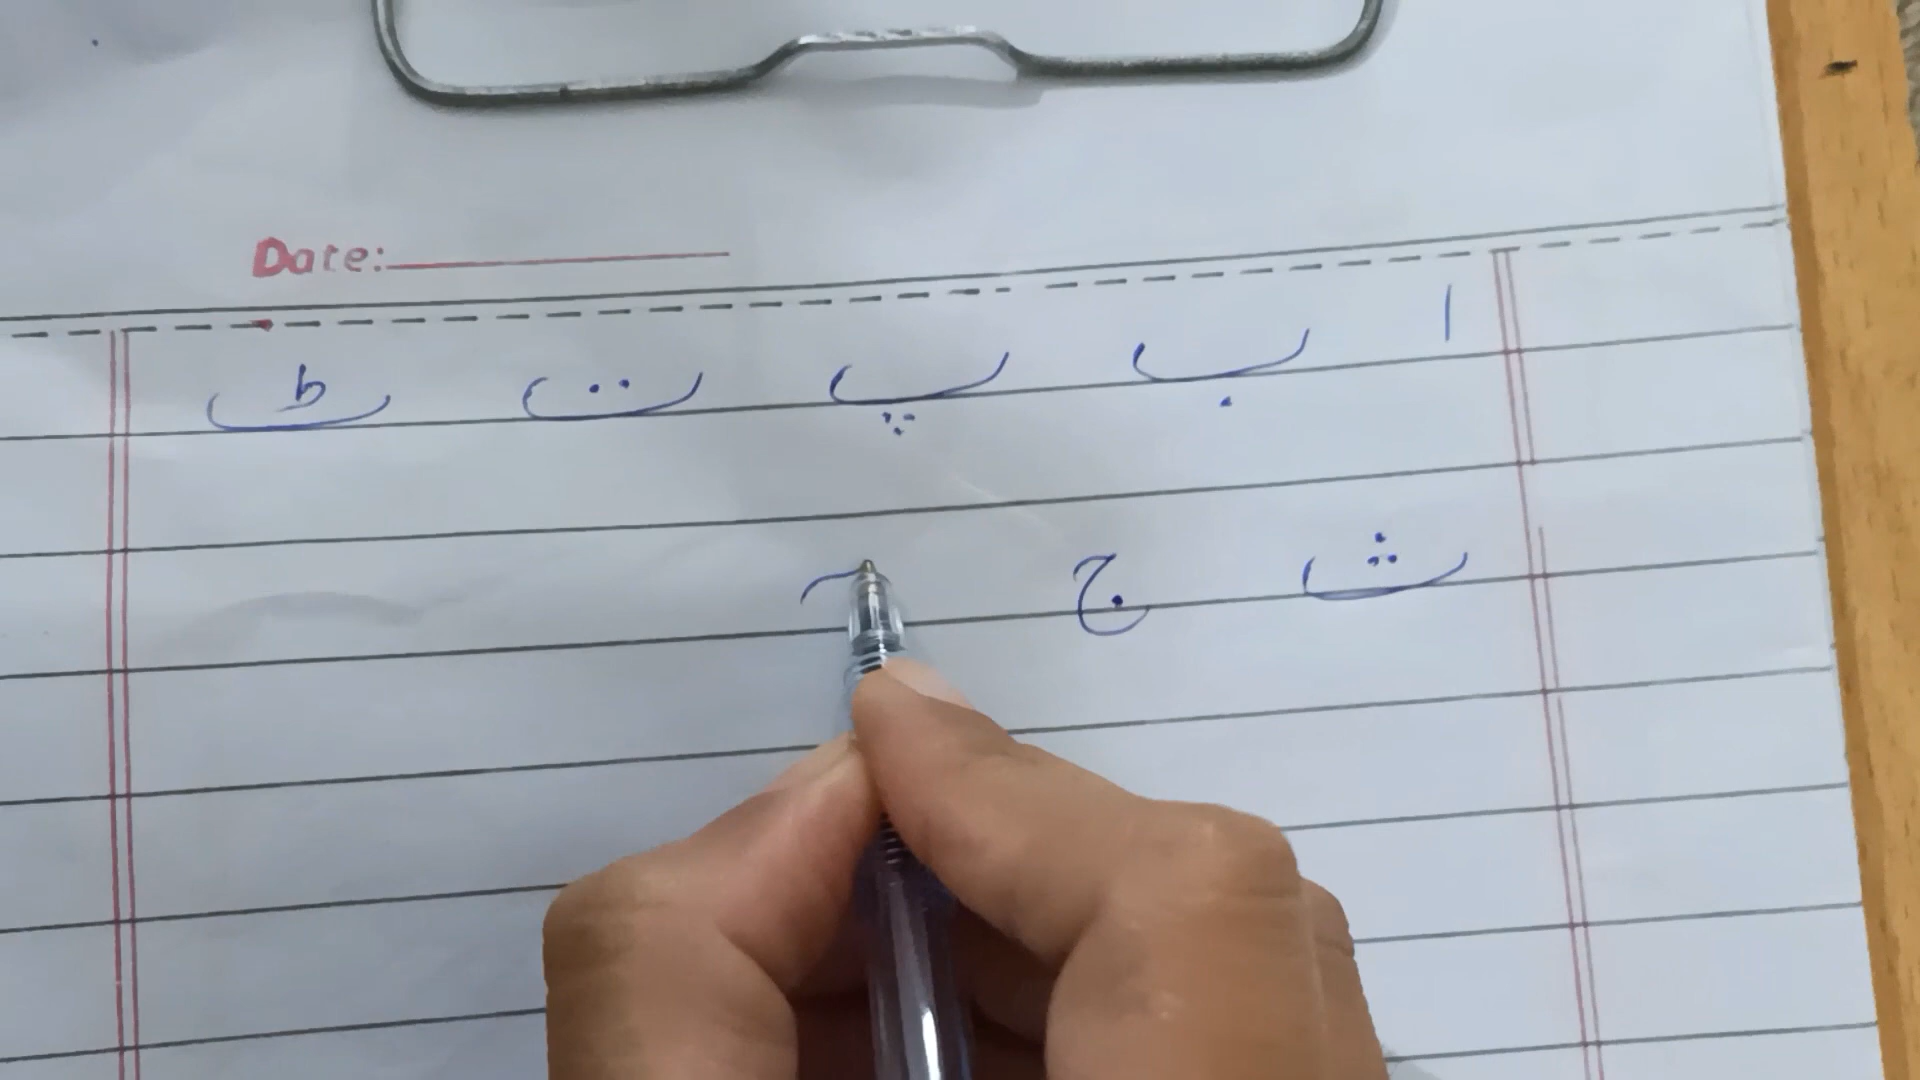 Date:
ا ب پ ت ٹ
ث ج